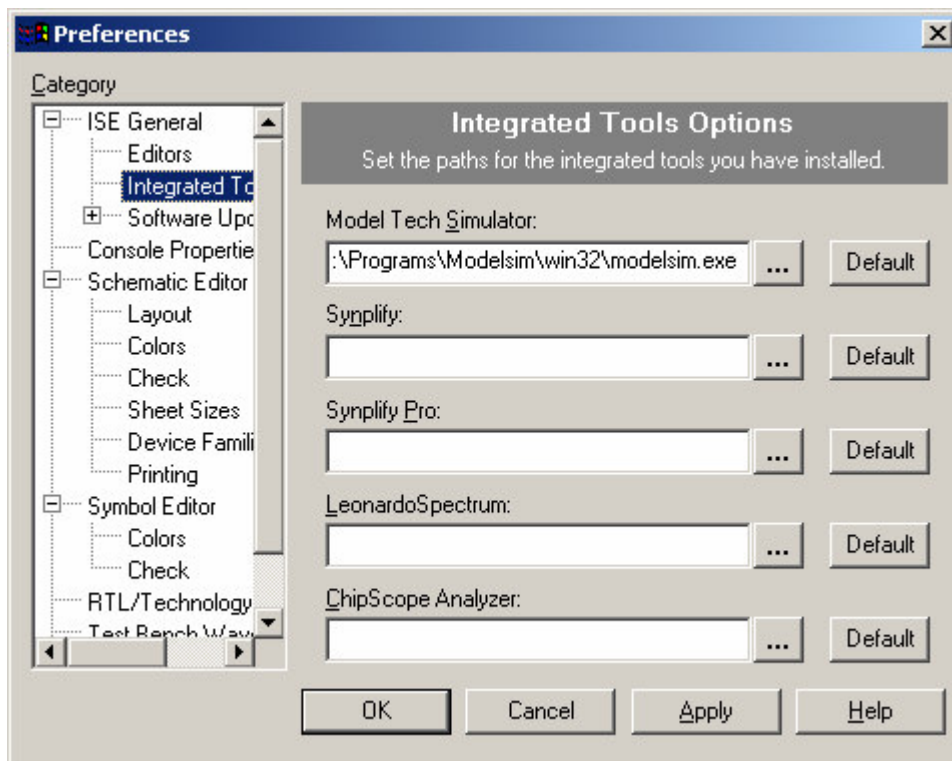 Preferences
Category
ISE General
Editors
Integrated To
Software Upd
Console Propertie
Schematic Editor
Layout
Colors
Check
Sheet Sizes
Device Famili
Printing
Symbol Editor
Colors
Check
RTL/Technology
Test Bench Wave
Integrated Tools Options
Set the paths for the integrated tools you have installed.
Model Tech Simulator:
:\Programs\Modelsim\win32\modelsim.exe ... Default
Synplify:
... Default
Synplify Pro:
... Default
LeonardoSpectrum:
... Default
ChipScope Analyzer:
... Default
OK Cancel Apply Help